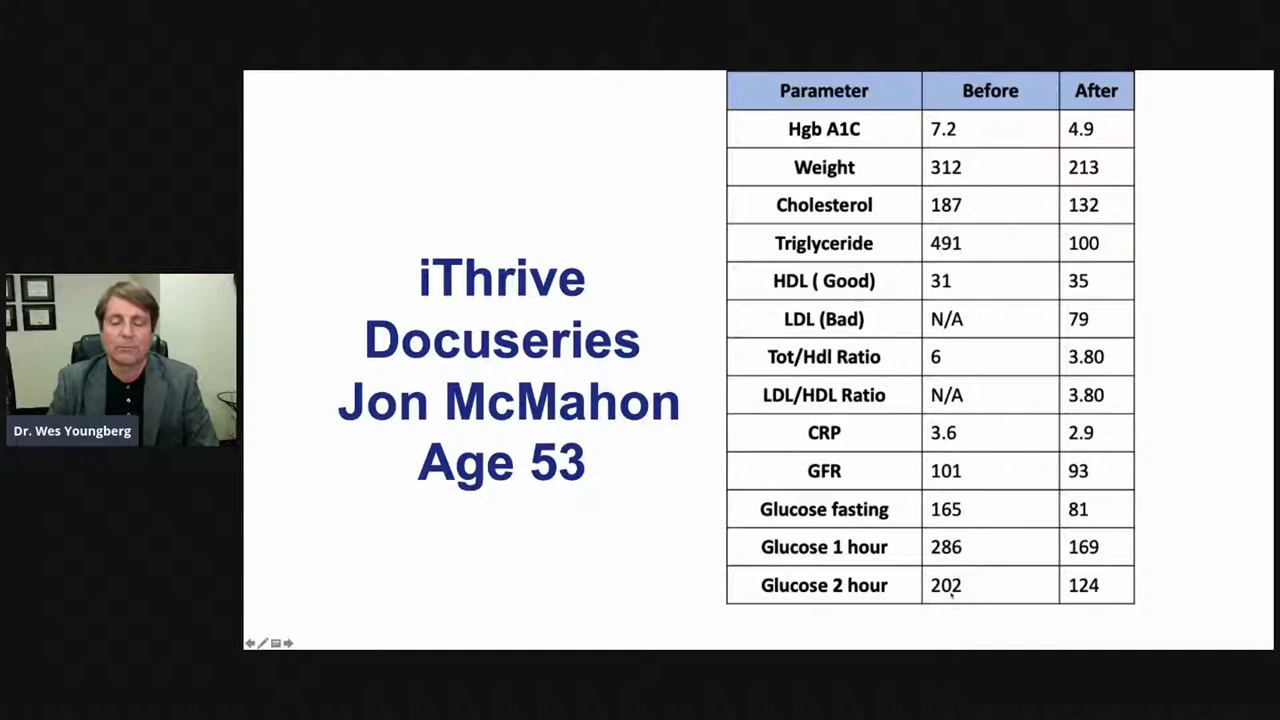 iThrive
Docuseries
Jon McMahon
Age 53
Parameter Before After
Hgb A1C 7.2 4.9
Weight 312 213
Cholesterol 187 132
Triglyceride 491 100
HDL ( Good) 31 35
LDL (Bad) N/A 79
Tot/Hdl Ratio 6 3.80
LDL/HDL Ratio N/A 3.80
CRP 3.6 2.9
GFR 101 93
Glucose fasting 165 81
Glucose 1 hour 286 169
Glucose 2 hour 202 124
Dr. Wes Youngberg